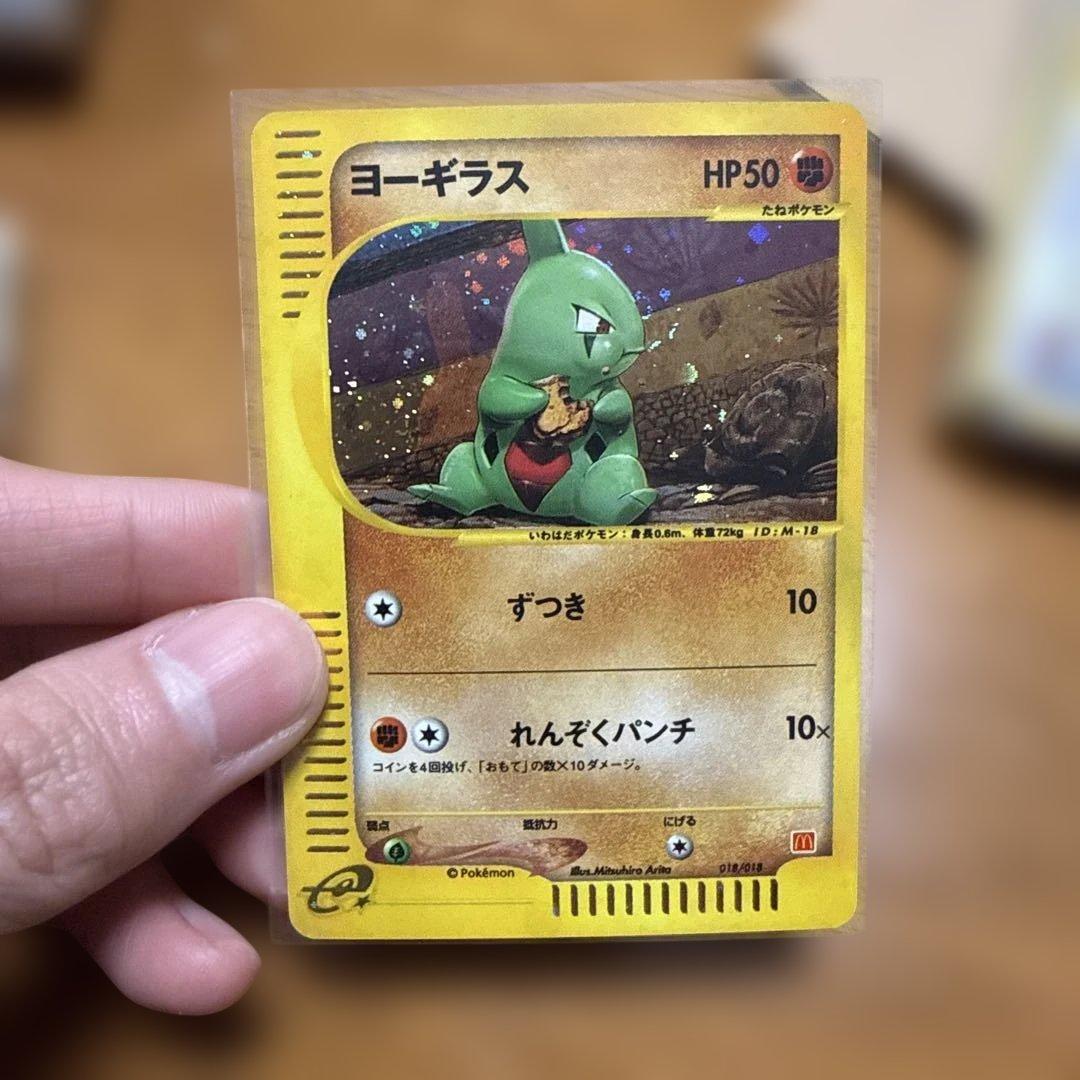 ヨーギラス HP50
たねポケモン
いわはだポケモン：身長0.6m、体重72kg ID:M-18
ずつき 10
れんぞくパンチ 10×
コインを4回投げ、「おもて」の数×10ダメージ。
弱点 抵抗力 にげる
©Pokémon Illus.Mitsuhiro Arita 018/018